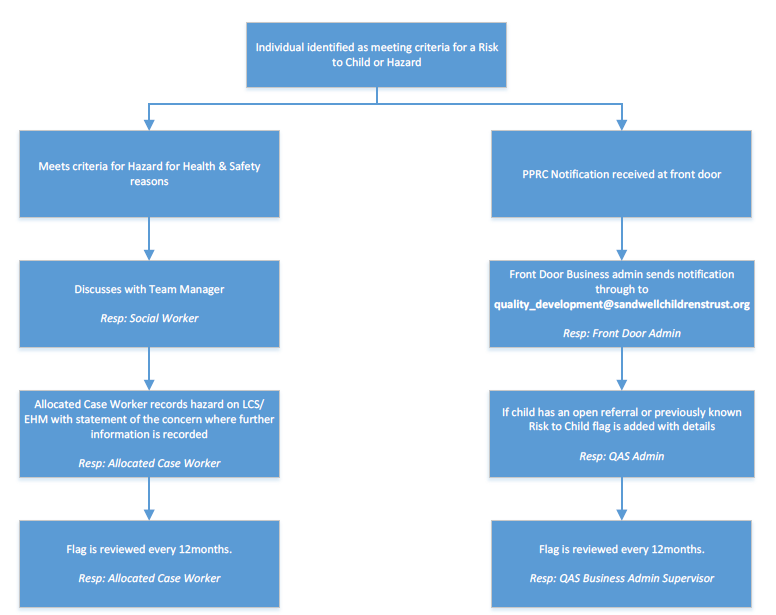 Individual identified as meeting criteria for a Risk
to Child or Hazard
Meets criteria for Hazard for Health & Safety
reasons
PPRC Notification received at front door
Discusses with Team Manager
Resp: Social Worker
Front Door Business admin sends notification
through to
quality_development@sandwellchildrenstrust.org
Resp: Front Door Admin
Allocated Case Worker records hazard on LCS/
EHM with statement of the concern where further
information is recorded
Resp: Allocated Case Worker
If child has an open referral or previously known
Risk to Child flag is added with details
Resp: QAS Admin
Flag is reviewed every 12months.
Resp: Allocated Case Worker
Flag is reviewed every 12months.
Resp: QAS Business Admin Supervisor